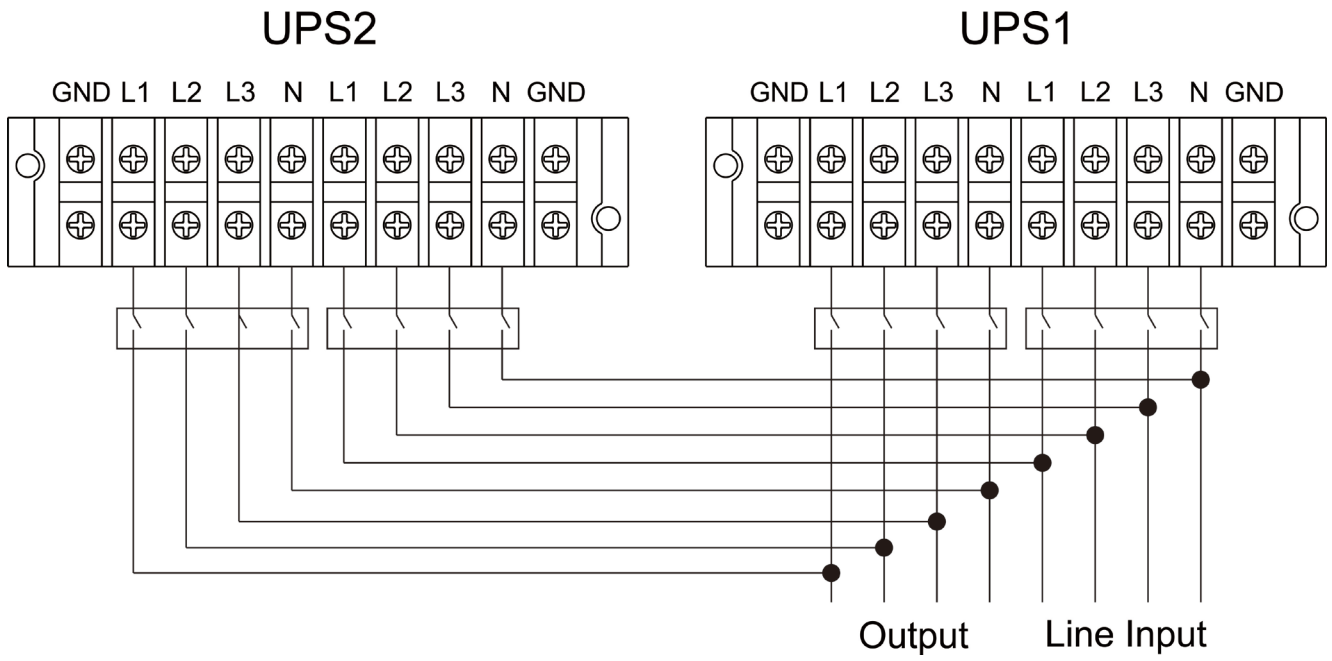 UPS2 UPS1
GND L1 L2 L3 N L1 L2 L3 N GND GND L1 L2 L3 N L1 L2 L3 N GND
Output Line Input